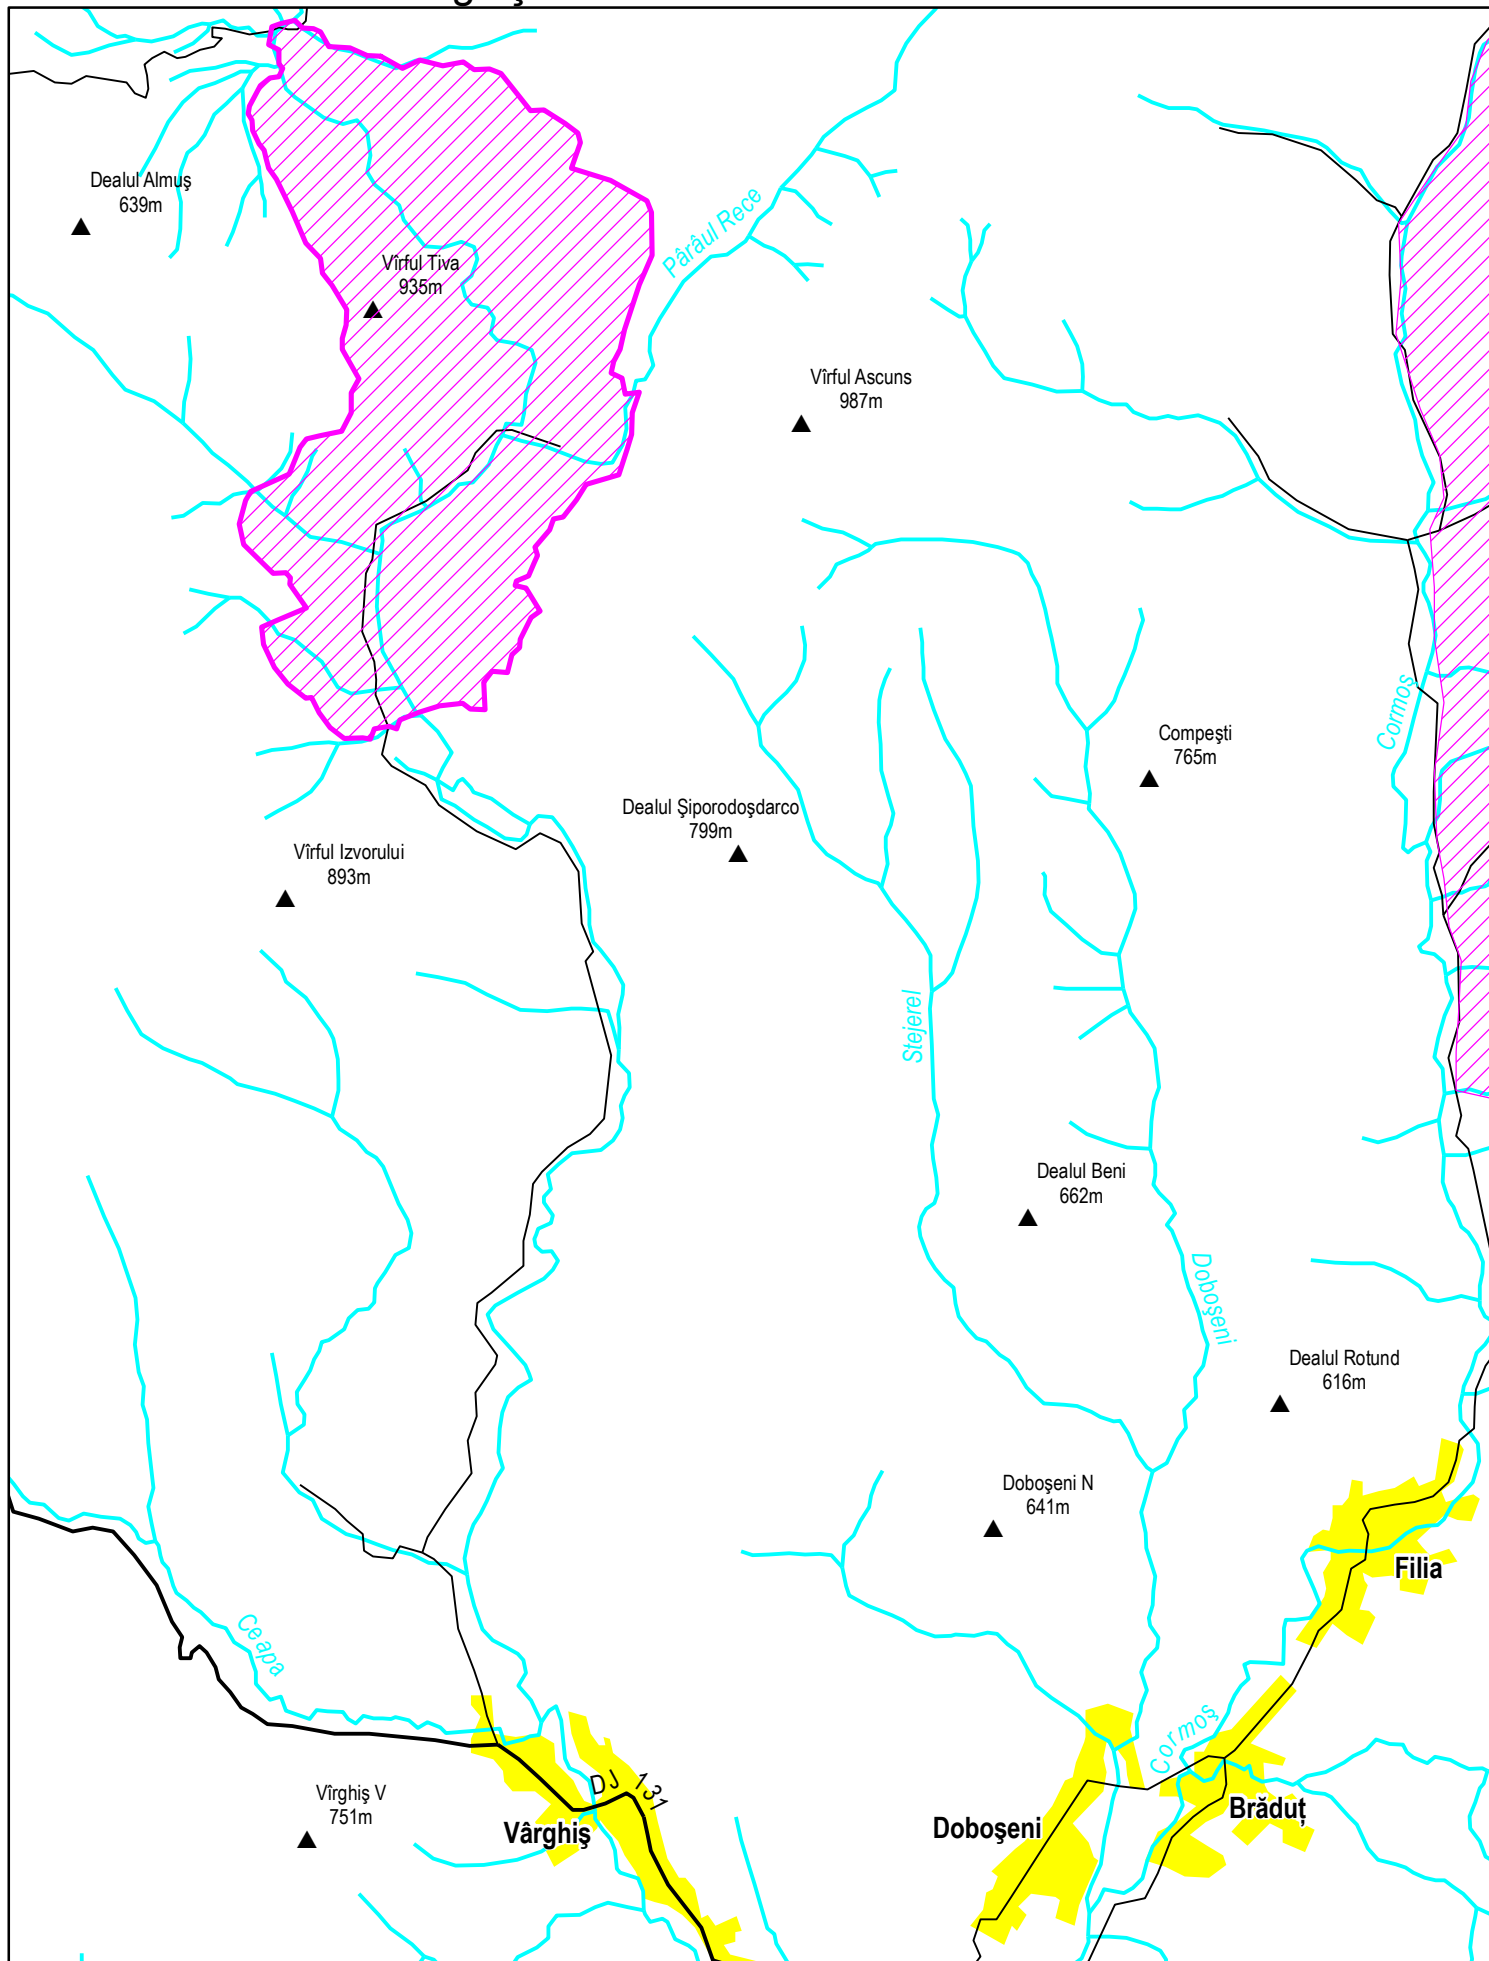 Dealul Almuş
639m
Pârâul Rece
Vîrful Tiva
935m
Vîrful Ascuns
987m
Cormoş
Compeşti
765m
Dealul Şiporodoşdarco
799m
Vîrful Izvorului
893m
Stejerel
Dealul Beni
662m
Doboşeni
Dealul Rotund
616m
Doboşeni N
641m
Filia
Ceapa
Cormoş
DJ 131
Vîrghiş V
751m
Vârghiş
Doboşeni
Brăduţ